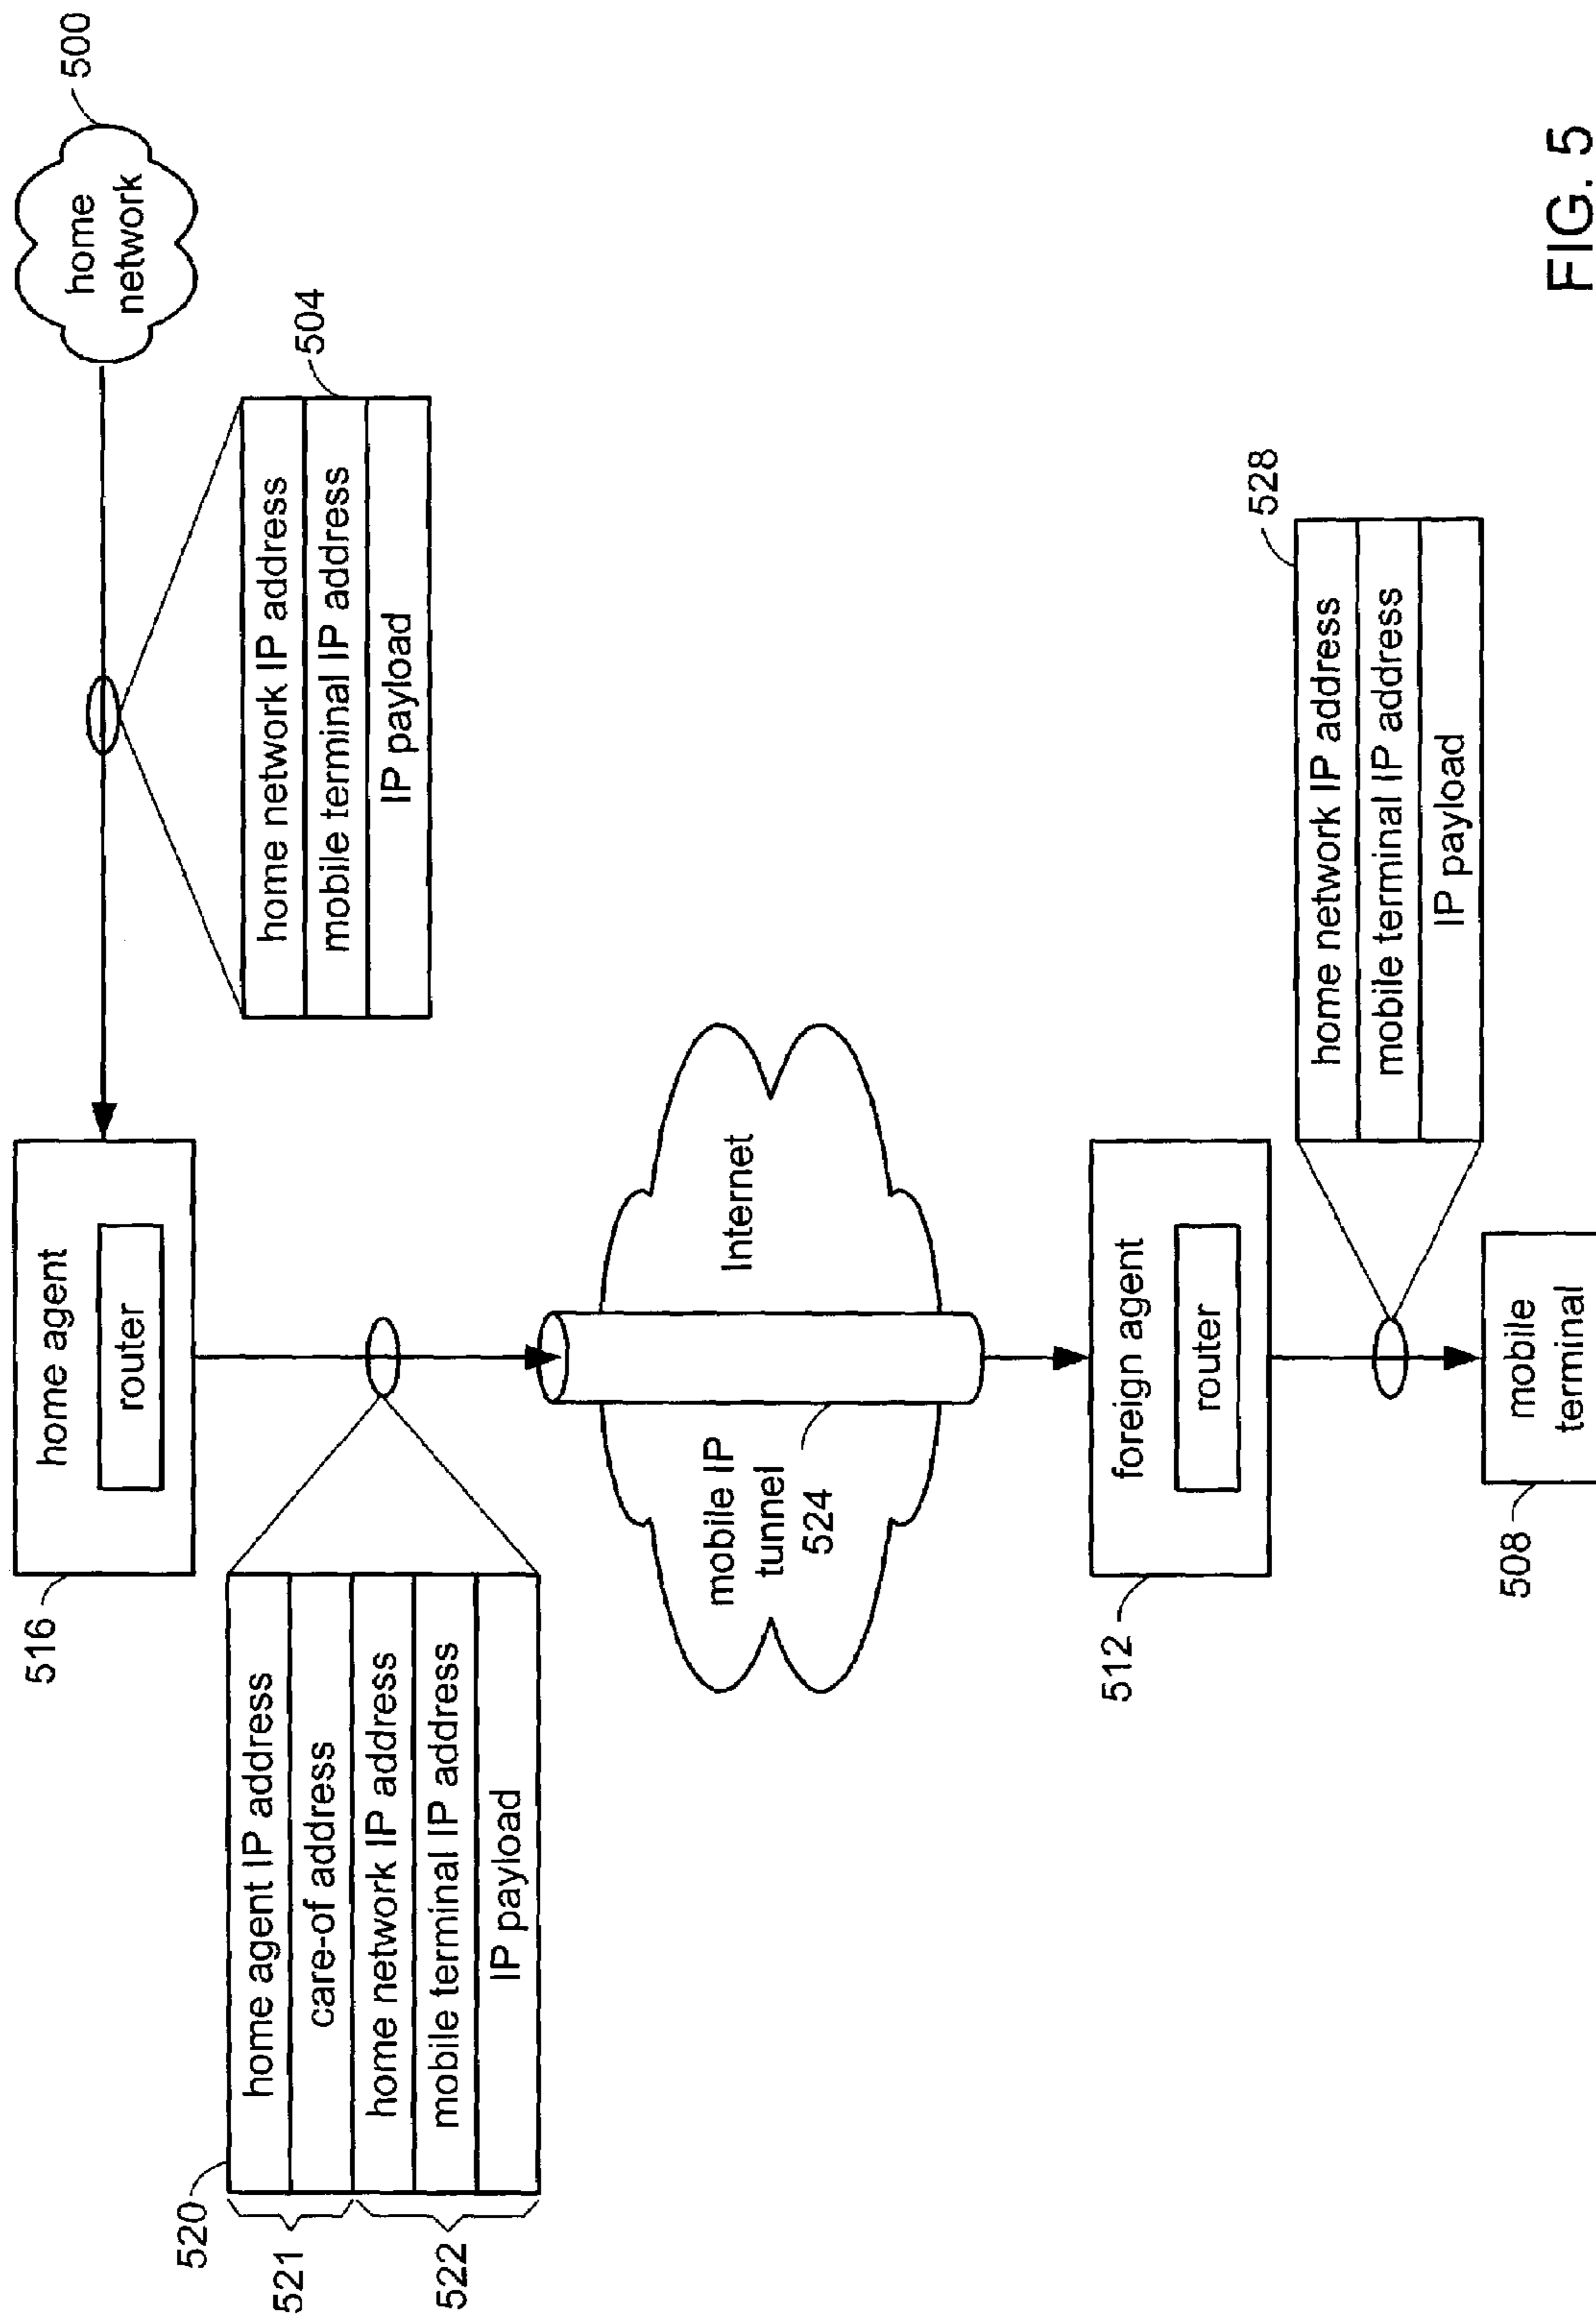 516
home agent
router
home
network
500
520
521
522
home agent IP address
care-of address
home network IP address
mobile terminal IP address
IP payload
home network IP address
mobile terminal IP address
IP payload
504
mobile IP
tunnel
524
Internet
512
foreign agent
router
528
home network IP address
mobile terminal IP address
IP payload
508
mobile
terminal
FIG. 5